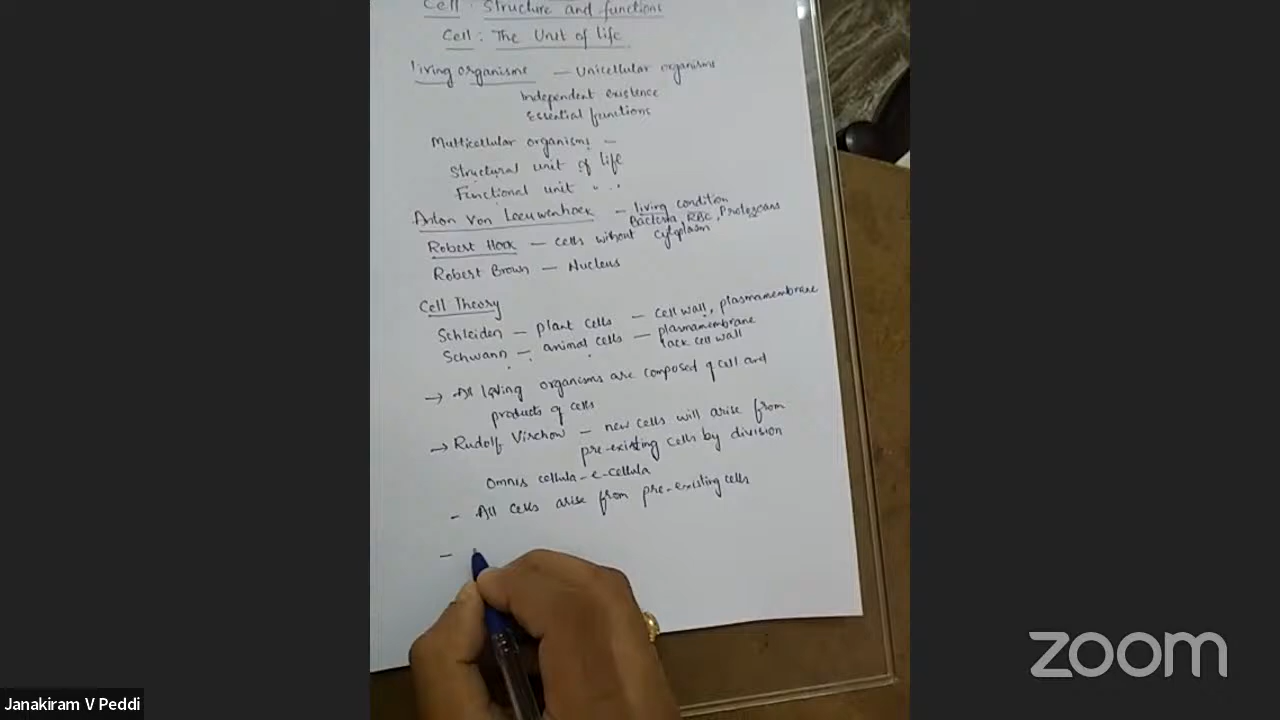 Cell : Structure and functions
Cell : The Unit of life
living organisms — Unicellular organisms
Independent existence
Essential functions
Multicellular organisms —
Structural unit of life
Functional unit " "
Anton Von Leeuwenhoek — living condition
Bacteria, RBC, Protozoans
Robert Hook — cells without cytoplasm
Robert Brown — Nucleus
Cell Theory
Schleiden — plant cells — cell wall, plasmamembrane
Schwann — animal cells — plasmamembrane
lack cell wall
→ All living organisms are composed of cell and
products of cells
→ Rudolf Virchow — new cells will arise from
pre-existing cells by division
Omnis cellula-e-cellula
- All cells arise from pre-existing cells
-
zoom
Janakiram V Peddi